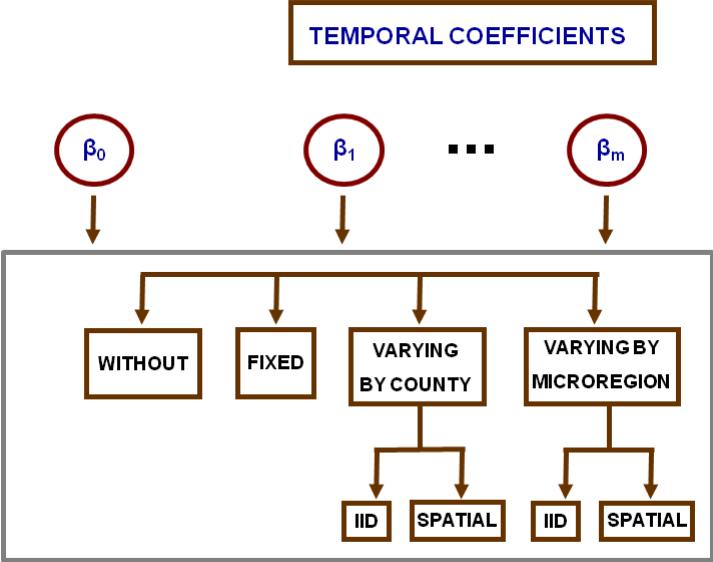 TEMPORAL COEFFICIENTS
β0 β1 ... βm
WITHOUT
FIXED
VARYING
BY COUNTY
VARYING BY
MICROREGION
IID
SPATIAL
IID
SPATIAL